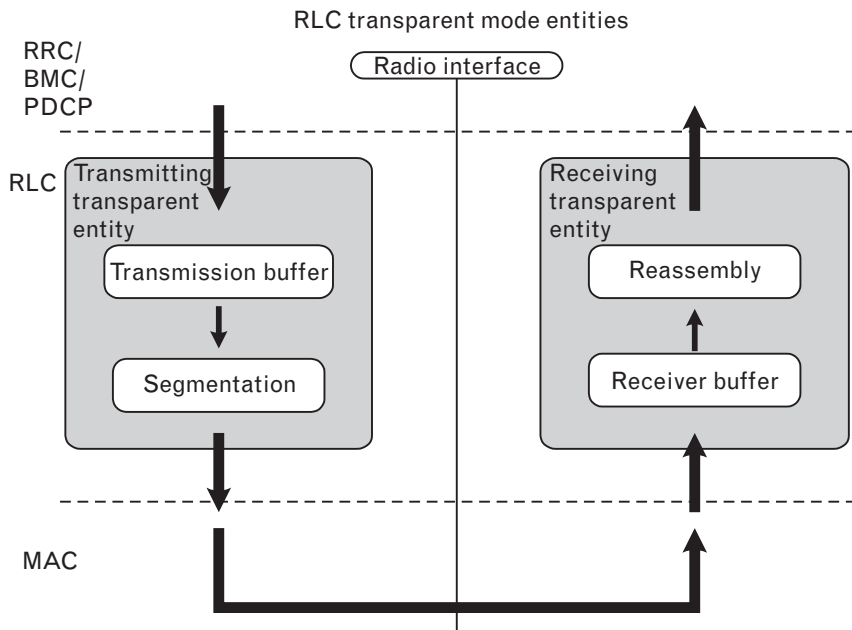 RLC transparent mode entities
RRC/
BMC/
PDCP
Radio interface
RLC
Transmitting
transparent
entity
Transmission buffer
Segmentation
Receiving
transparent
entity
Reassembly
Receiver buffer
MAC